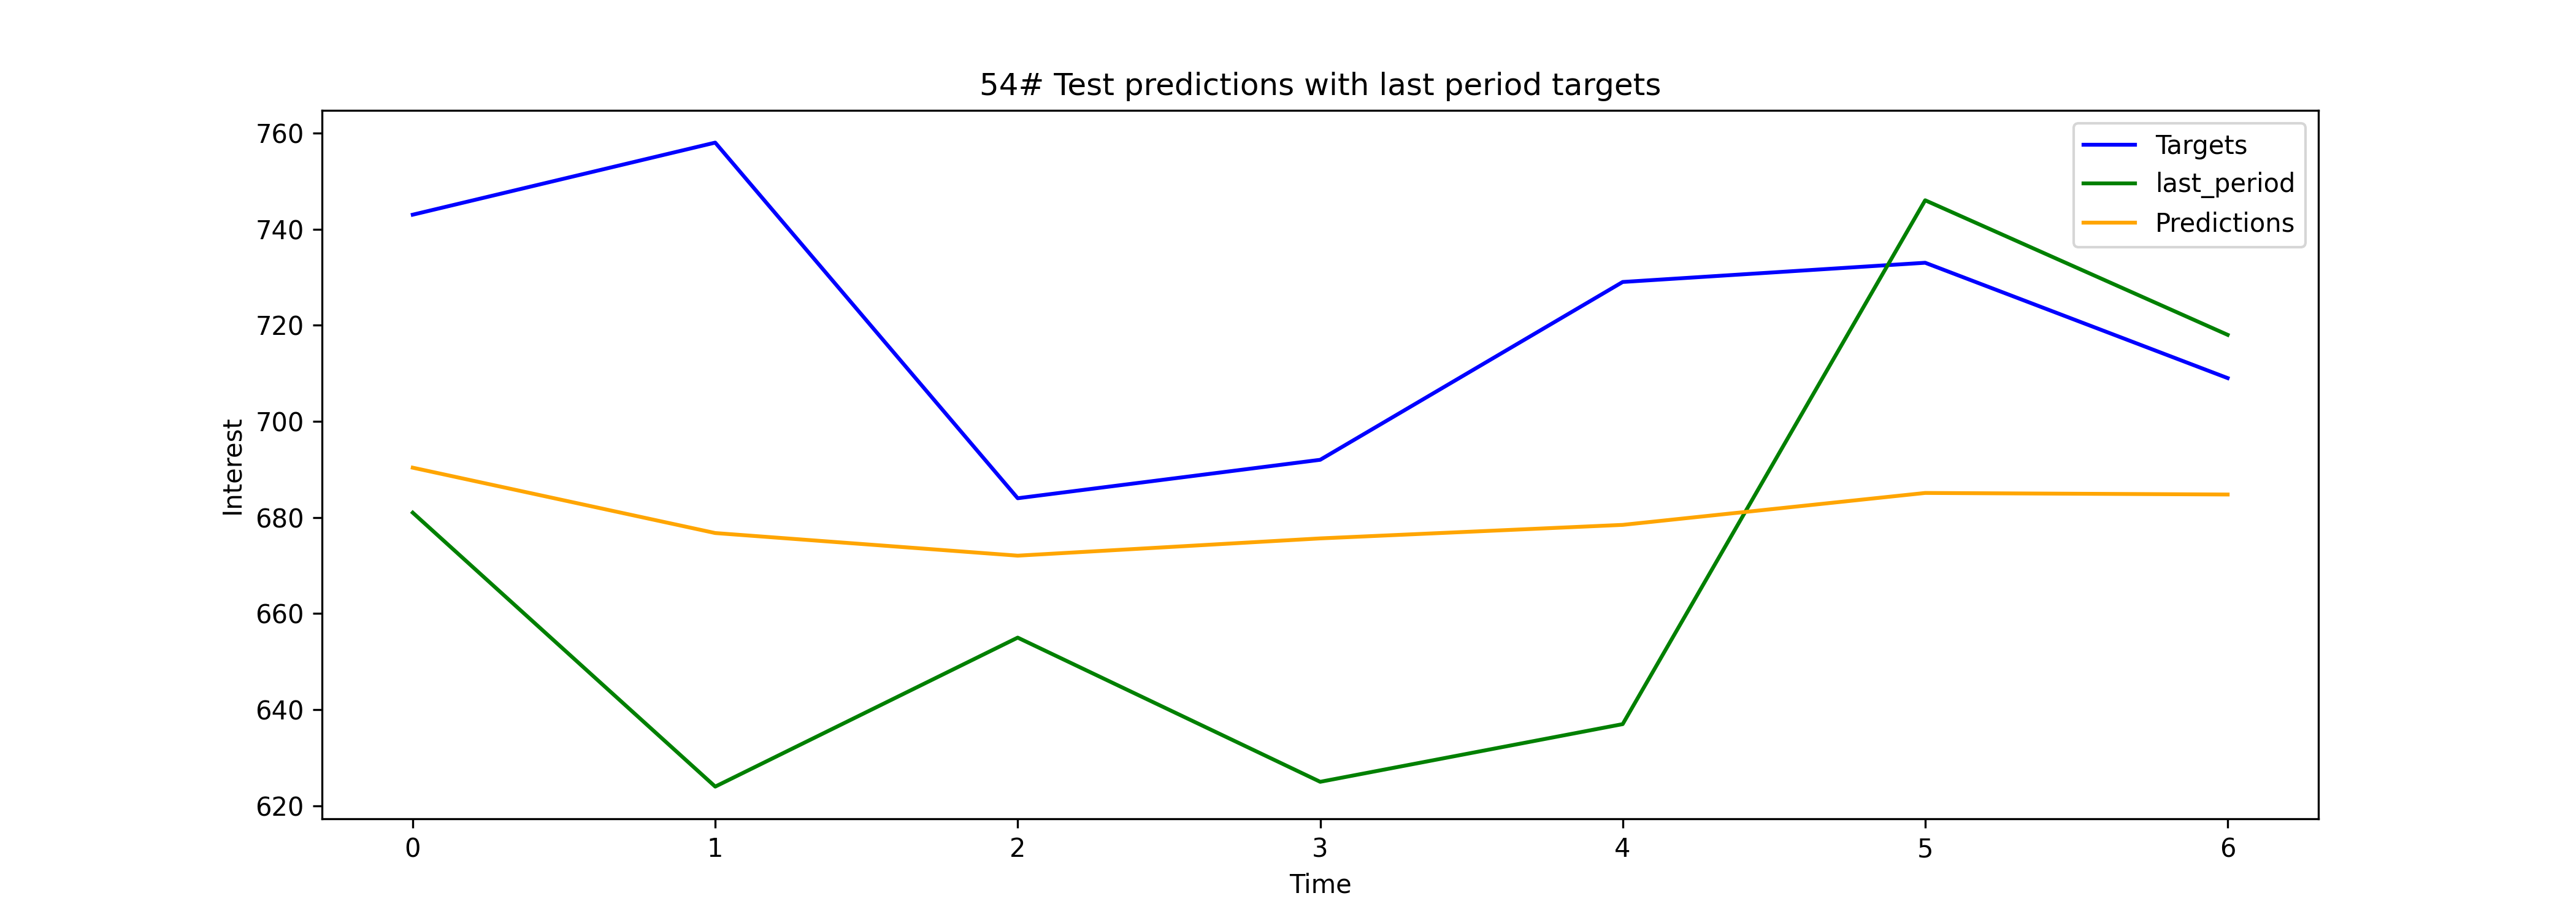 54# Test predictions with last period targets
Targets
last_period
Predictions
760
740
720
700
680
660
640
620
Interest
0 1 2 3 4 5 6
Time